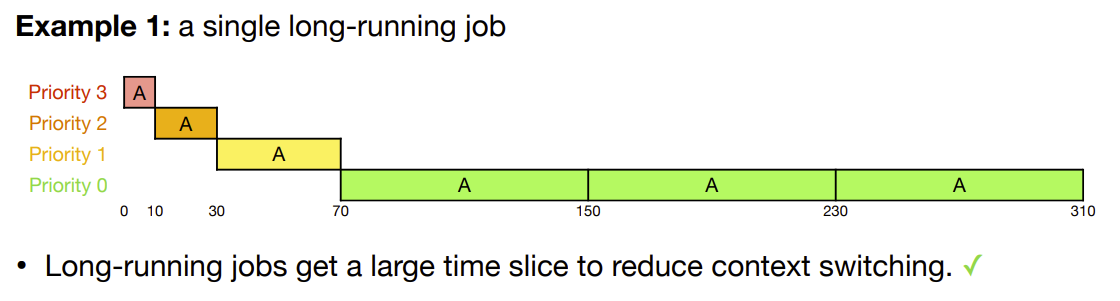 Example 1: a single long-running job
Priority 3 A
Priority 2 A
Priority 1 A
Priority 0 A A A
0 10 30 70 150 230 310
• Long-running jobs get a large time slice to reduce context switching. ✓